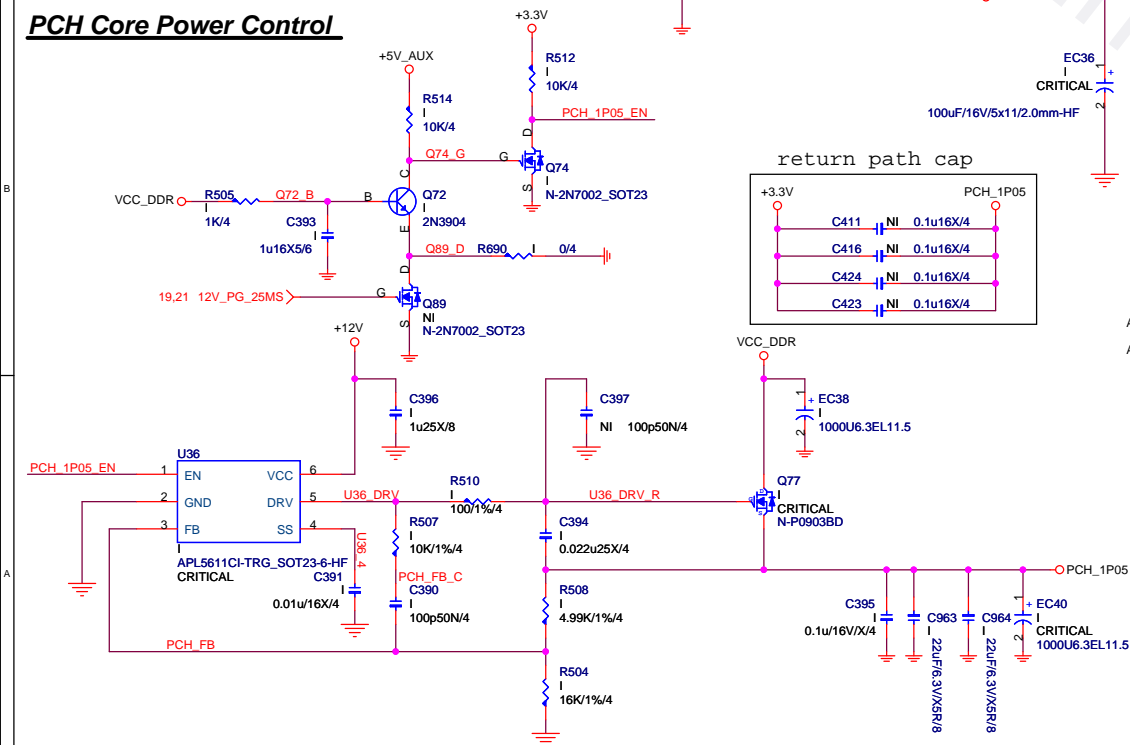 PCH Core Power Control
+3.3V
R512
I
10K/4
PCH_1P05_EN
+5V_AUX
R514
I
10K/4
Q74_G
G
D
S
Q74
I
N-2N7002_SOT23
VCC_DDR
R505
I
1K/4
Q72_B
B
C
E
Q72
I
2N3904
C393
I
1u16X5/6
Q89_D
R690
I
0/4
19,21 12V_PG_25MS
G
D
S
Q89
NI
N-2N7002_SOT23
EC36
I
CRITICAL
1
+
2
100uF/16V/5x11/2.0mm-HF
return path cap
+3.3V
PCH_1P05
C411 NI 0.1u16X/4
C416 NI 0.1u16X/4
C424 NI 0.1u16X/4
C423 NI 0.1u16X/4
B
A
+12V
C396
I
1u25X/8
C397
NI 100p50N/4
VCC_DDR
1
+
2
EC38
I
1000U6.3EL11.5
U36
PCH_1P05_EN
1 EN
2 GND
3 FB
VCC 6
DRV 5
SS 4
I
APL5611CI-TRG_SOT23-6-HF
CRITICAL
U36_DRV
R510
I
100/1%/4
U36_DRV_R
Q77
I
CRITICAL
N-P0903BD
R507
I
10K/1%/4
C394
I
0.022u25X/4
U36_4
C391
I
0.01u/16X/4
PCH_FB_C
C390
I
100p50N/4
R508
I
4.99K/1%/4
PCH_FB
R504
I
16K/1%/4
PCH_1P05
C395
I
0.1u/16V/X/4
C963
I
22uF/6.3V/X5R/8
C964
I
22uF/6.3V/X5R/8
1
+
2
EC40
I
CRITICAL
1000U6.3EL11.5